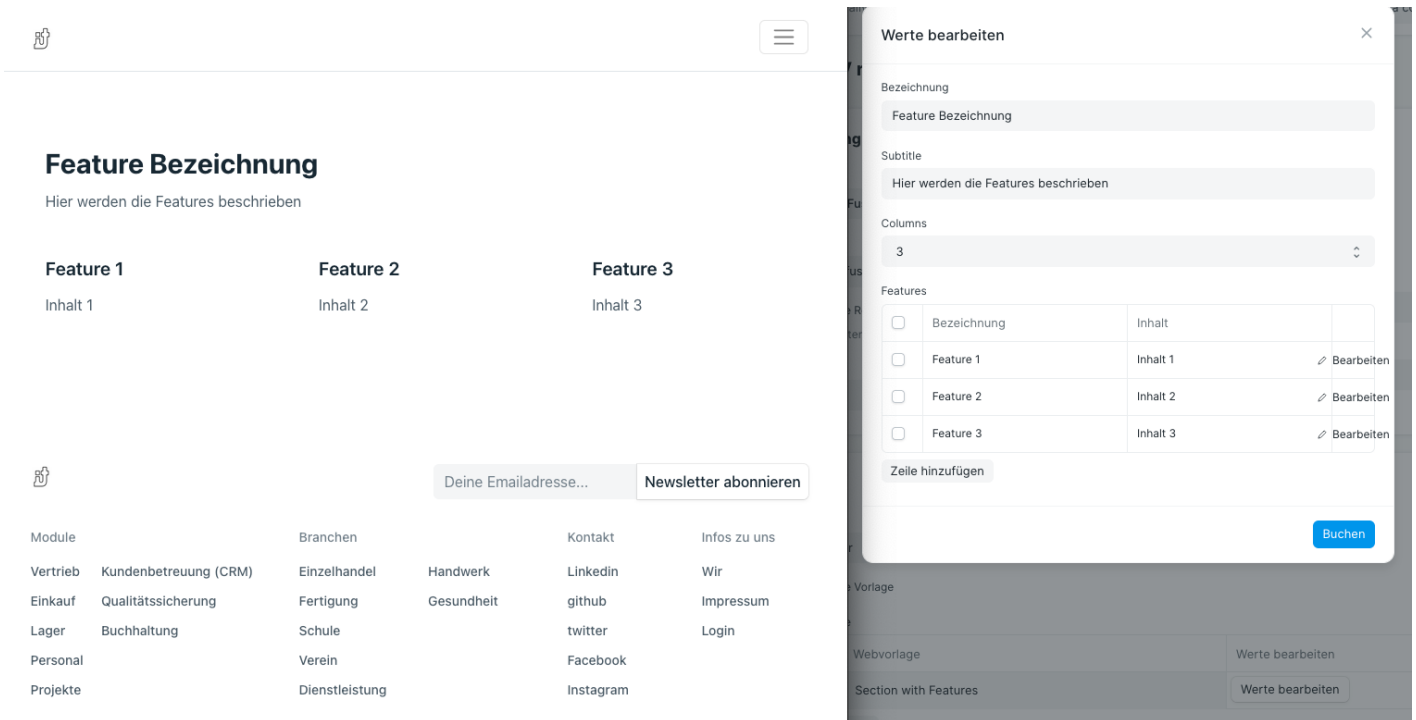 Feature Bezeichnung
Hier werden die Features beschrieben
Feature 1 Feature 2 Feature 3
Inhalt 1 Inhalt 2 Inhalt 3
Deine Emailadresse... Newsletter abonnieren
Module Branchen Kontakt Infos zu uns
Vertrieb Kundenbetreuung (CRM) Einzelhandel Handwerk Linkedin Wir
Einkauf Qualitätssicherung Fertigung Gesundheit github Impressum
Lager Buchhaltung Schule twitter Login
Personal Verein Facebook
Projekte Dienstleistung Instagram
Werte bearbeiten
Bezeichnung
Feature Bezeichnung
Subtitle
Hier werden die Features beschrieben
Columns
3
Features
Bezeichnung Inhalt
Feature 1 Inhalt 1 Bearbeiten
Feature 2 Inhalt 2 Bearbeiten
Feature 3 Inhalt 3 Bearbeiten
Zeile hinzufügen
Buchen
Vorlage
Webvorlage Werte bearbeiten
Section with Features Werte bearbeiten